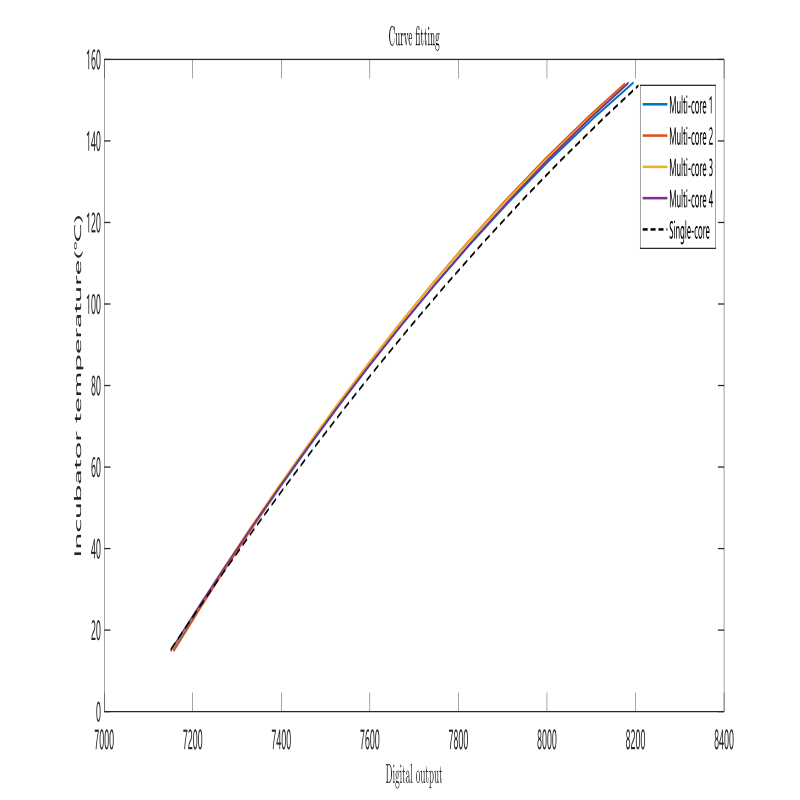 Curve fitting
160
140
120
100
80
60
40
20
0
Incubator temperature(°C)
Multi-core 1
Multi-core 2
Multi-core 3
Multi-core 4
Single-core
7000 7200 7400 7600 7800 8000 8200 8400
Digital output